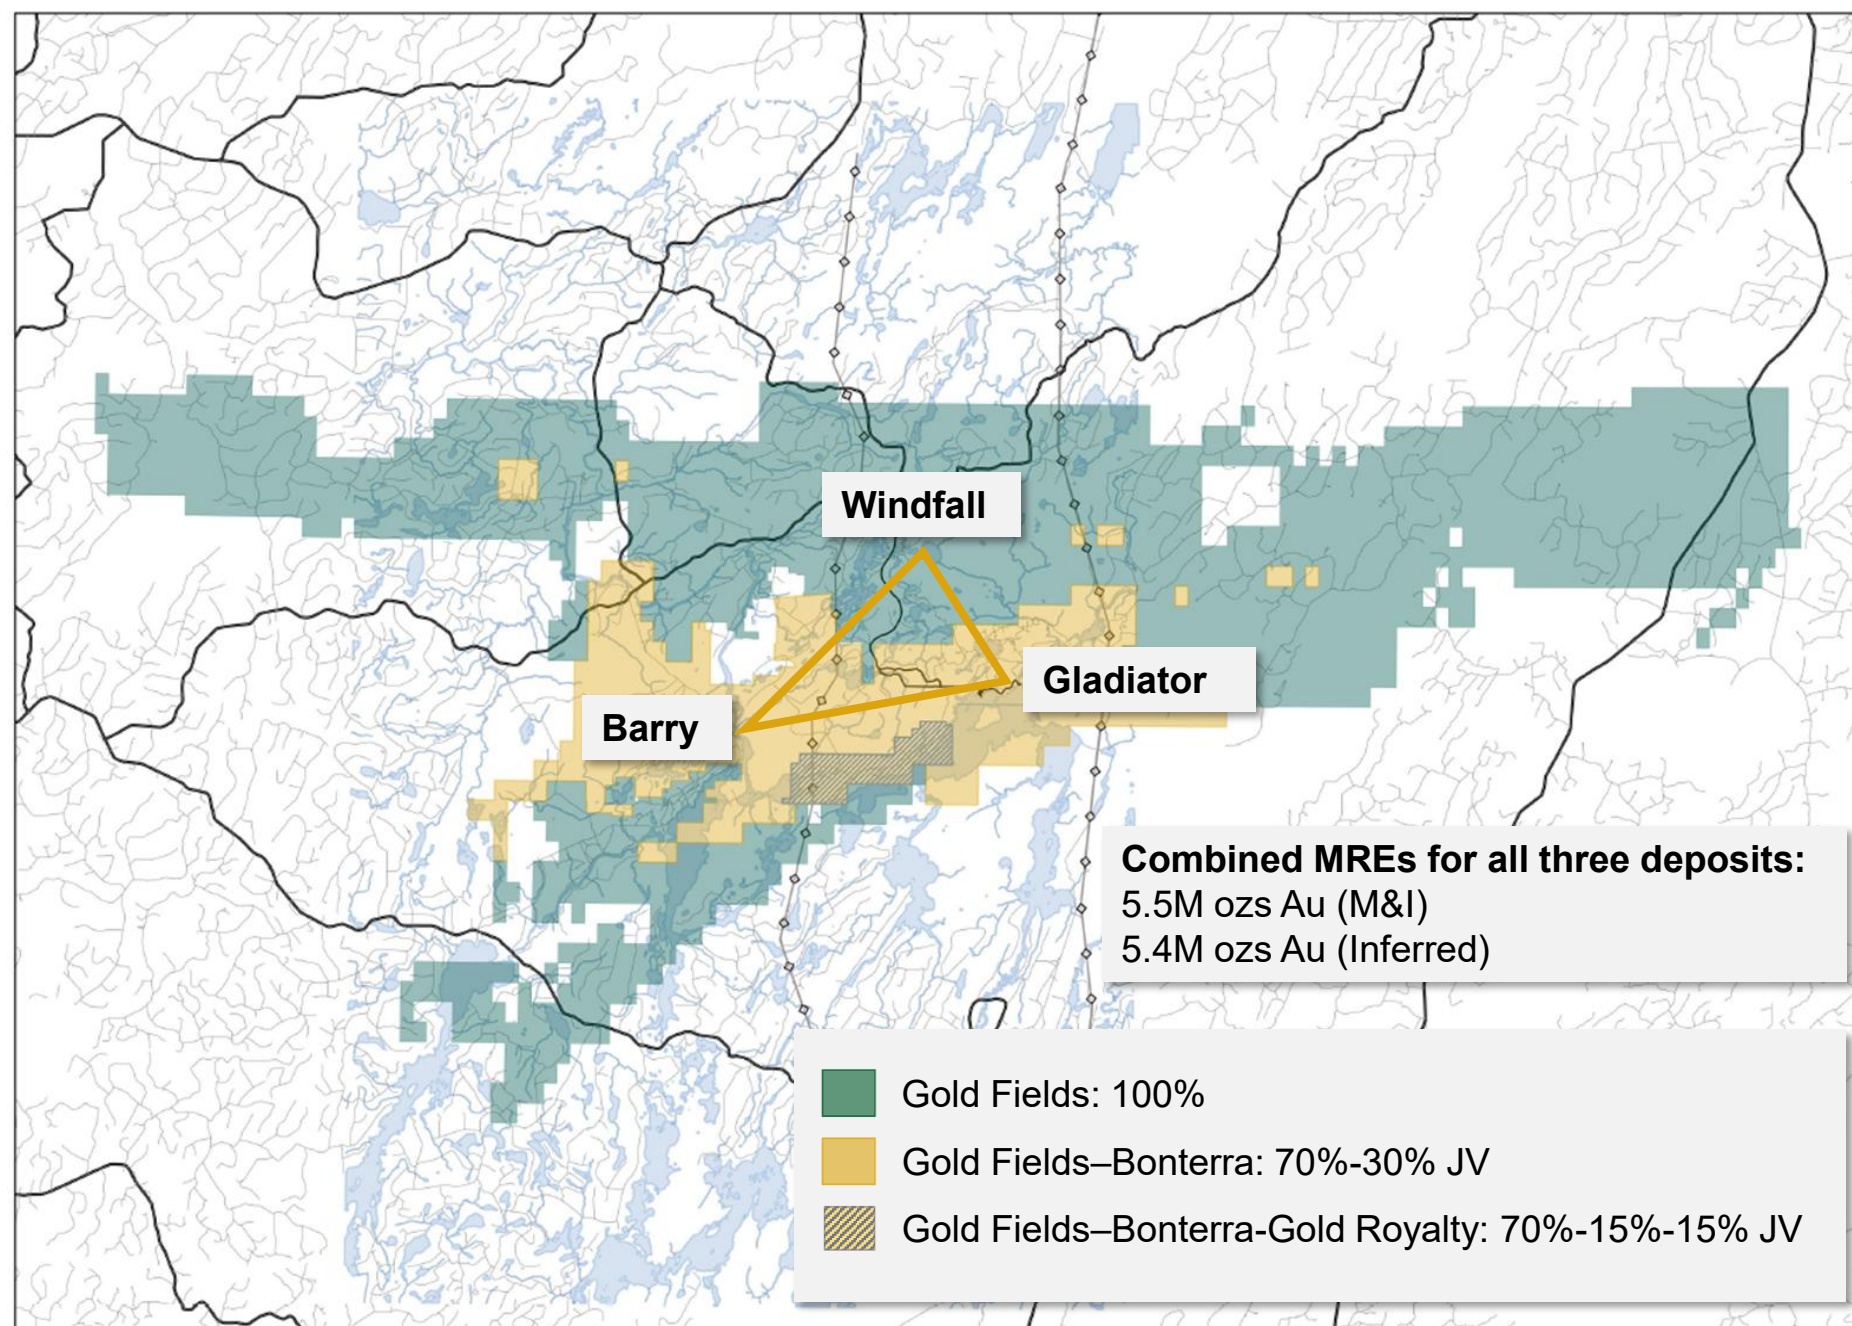 Windfall
Gladiator
Barry
Combined MREs for all three deposits:
5.5M ozs Au (M&I)
5.4M ozs Au (Inferred)
Gold Fields: 100%
Gold Fields–Bonterra: 70%-30% JV
Gold Fields–Bonterra-Gold Royalty: 70%-15%-15% JV